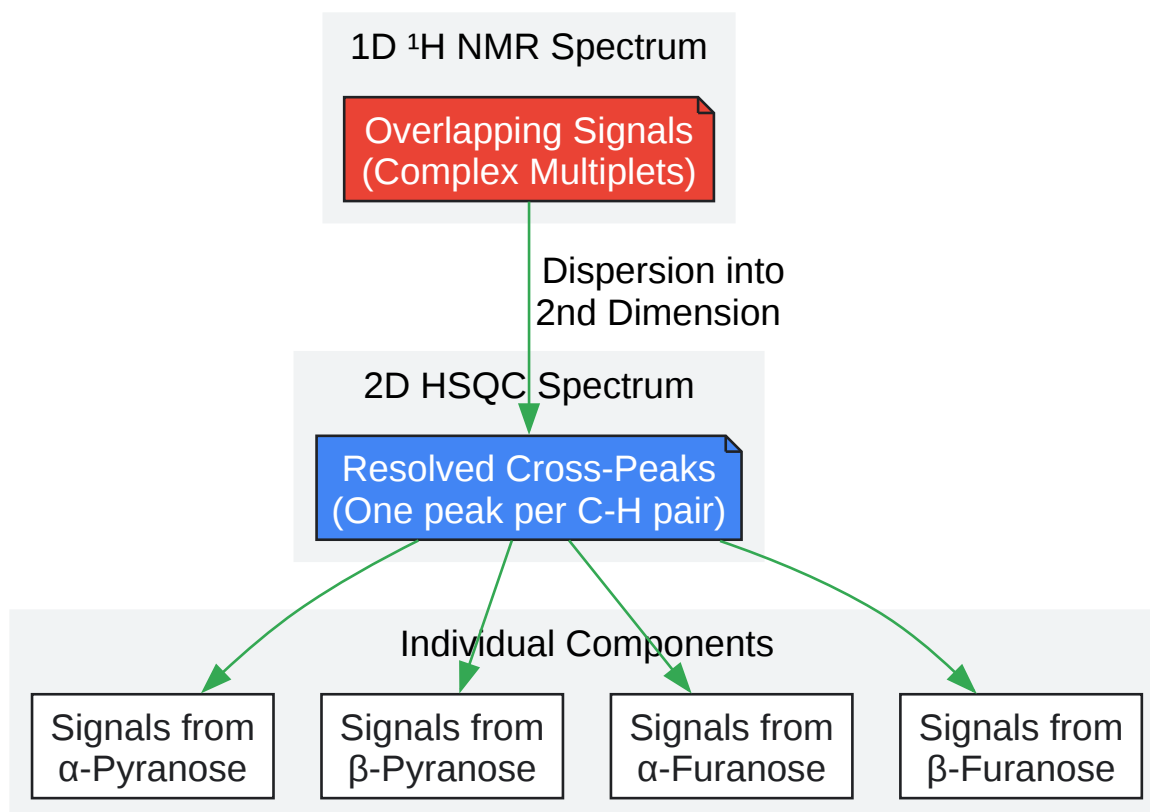 1D ¹H NMR Spectrum
Overlapping Signals
(Complex Multiplets)
Dispersion into
2nd Dimension
2D HSQC Spectrum
Resolved Cross-Peaks
(One peak per C-H pair)
Individual Components
Signals from
α-Pyranose
Signals from
β-Pyranose
Signals from
α-Furanose
Signals from
β-Furanose